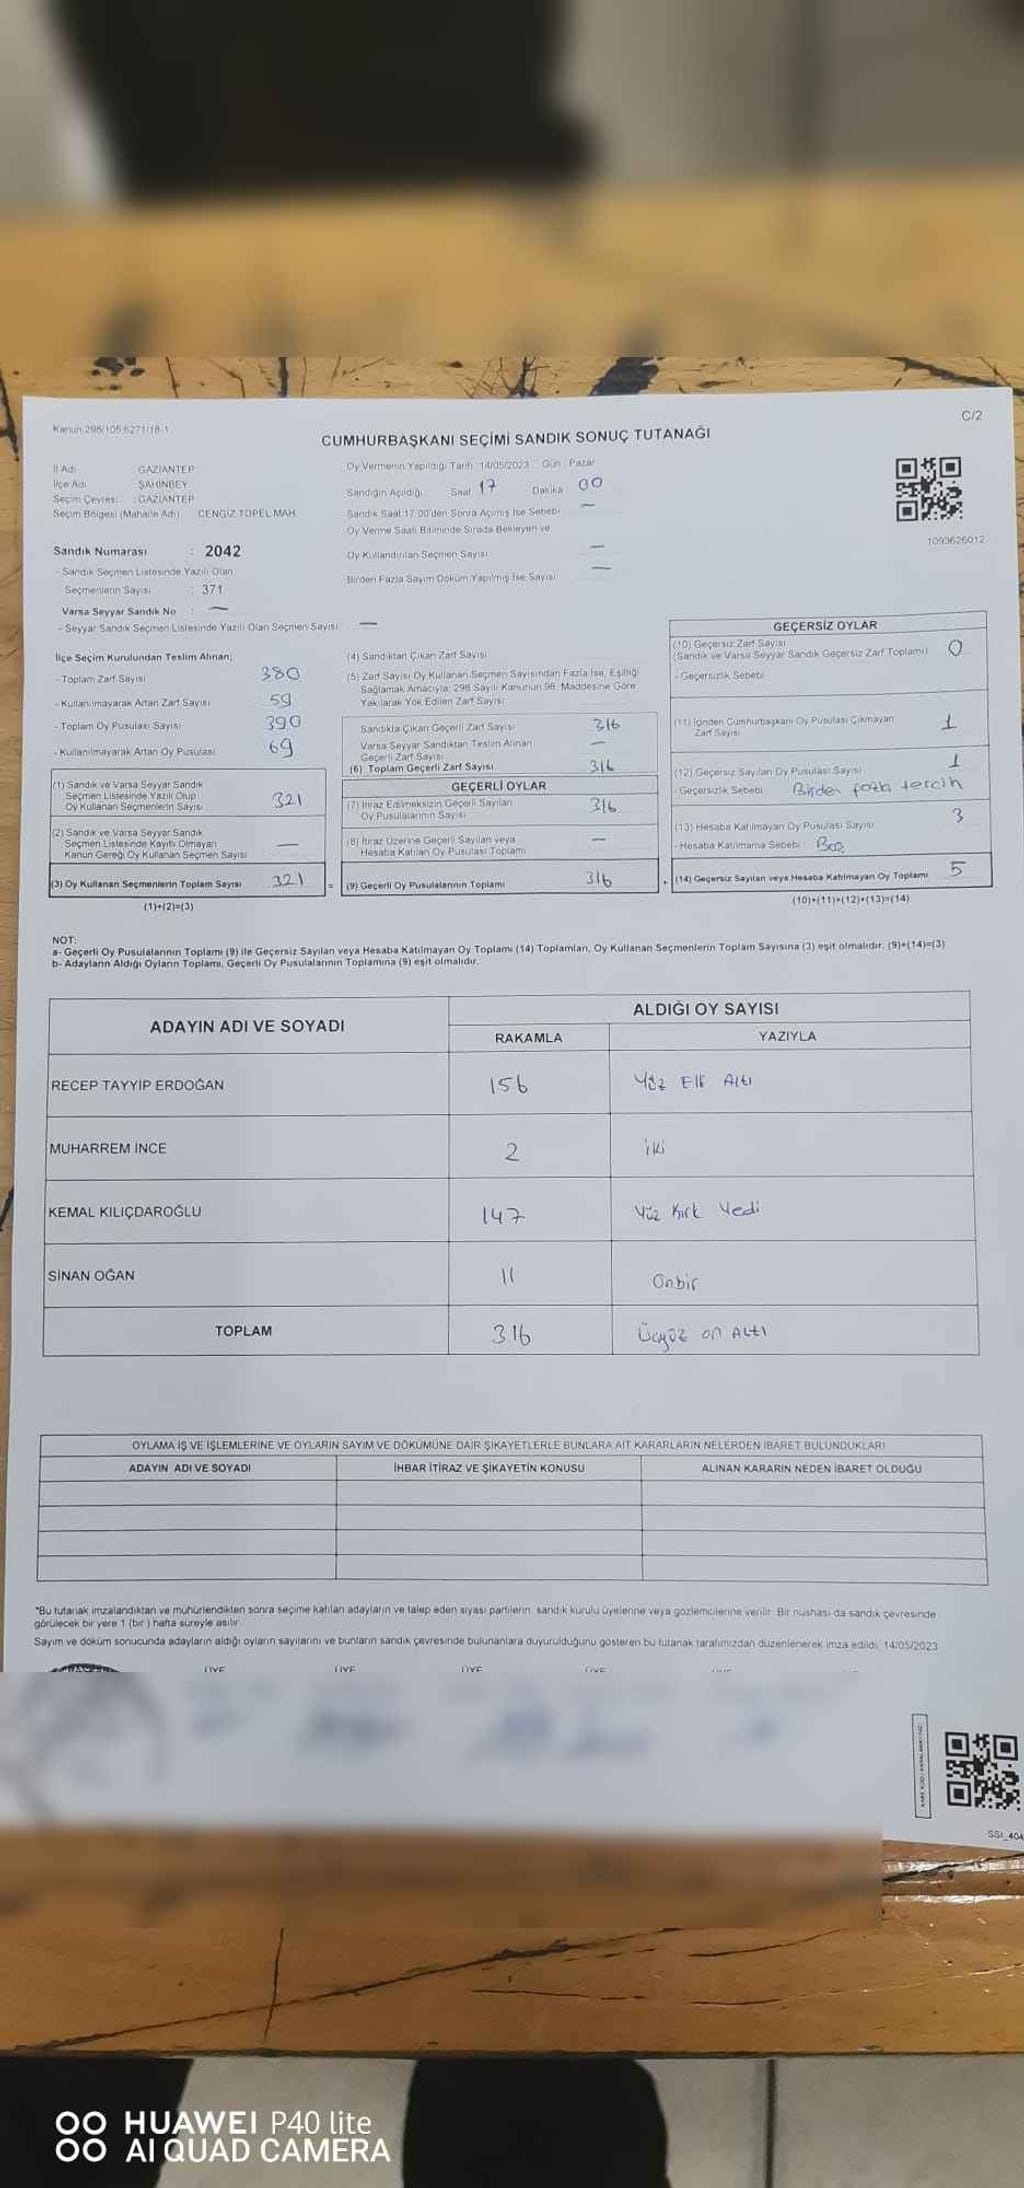 Kanun 298/105;6271/18-1
C/2
CUMHURBAŞKANI SEÇİMİ SANDIK SONUÇ TUTANAĞI
İl Adı : GAZİANTEP
İlçe Adı : ŞAHİNBEY
Seçim Çevresi : GAZİANTEP
Seçim Bölgesi (Mahalle Adı) CENGİZ TOPEL MAH.
Oy Vermenin Yapıldığı Tarih 14/05/2023 Gün Pazar
Sandığın Açıldığı Saat 17 Dakika 00
Sandık Saat 17:00'den Sonra Açılmış İse Sebebi —
Oy Verme Saati Bitiminde Sırada Bekleyen ve
Oy Kullandırılan Seçmen Sayısı —
Birden Fazla Sayım Döküm Yapılmış İse Sayısı —
1093626012
Sandık Numarası : 2042
- Sandık Seçmen Listesinde Yazılı Olan
Seçmenlerin Sayısı : 371
Varsa Seyyar Sandık No : —
- Seyyar Sandık Seçmen Listesinde Yazılı Olan Seçmen Sayısı —
İlçe Seçim Kurulundan Teslim Alınan;
- Toplam Zarf Sayısı 380
- Kullanılmayarak Artan Zarf Sayısı 59
- Toplam Oy Pusulası Sayısı 390
- Kullanılmayarak Artan Oy Pusulası 69
(1) Sandık ve Varsa Seyyar Sandık
Seçmen Listesinde Yazılı Olup
Oy Kullanan Seçmenlerin Sayısı 321
(2) Sandık ve Varsa Seyyar Sandık
Seçmen Listesinde Kayıtlı Olmayan
Kanun Gereği Oy Kullanan Seçmen Sayısı —
(3) Oy Kullanan Seçmenlerin Toplam Sayısı 321 =
(1)+(2)=(3)
(4) Sandıktan Çıkan Zarf Sayısı
(5) Zarf Sayısı Oy Kullanan Seçmen Sayısından Fazla İse, Eşitliği
Sağlamak Amacıyla; 298 Sayılı Kanunun 98. Maddesine Göre
Yakılarak Yok Edilen Zarf Sayısı
Sandıkta Çıkan Geçerli Zarf Sayısı 316
Varsa Seyyar Sandıktan Teslim Alınan
Geçerli Zarf Sayısı —
(6) Toplam Geçerli Zarf Sayısı 316
GEÇERLİ OYLAR
(7) İtiraz Edilmeksizin Geçerli Sayılan
Oy Pusulalarının Sayısı 316
(8) İtiraz Üzerine Geçerli Sayılan veya
Hesaba Katılan Oy Pusulası Toplamı —
(9) Geçerli Oy Pusulalarının Toplamı 316 +
GEÇERSİZ OYLAR
(10) Geçersiz Zarf Sayısı
(Sandık ve Varsa Seyyar Sandık Geçersiz Zarf Toplamı) 0
- Geçersizlik Sebebi
(11) İçinden Cumhurbaşkanı Oy Pusulası Çıkmayan
Zarf Sayısı 1
(12) Geçersiz Sayılan Oy Pusulası Sayısı 1
- Geçersizlik Sebebi Birden fazla tercih
(13) Hesaba Katılmayan Oy Pusulası Sayısı 3
- Hesaba Katılmama Sebebi : Boş
(14) Geçersiz Sayılan veya Hesaba Katılmayan Oy Toplamı 5
(10)+(11)+(12)+(13)=(14)
NOT:
a- Geçerli Oy Pusulalarının Toplamı (9) ile Geçersiz Sayılan veya Hesaba Katılmayan Oy Toplamı (14) Toplamları, Oy Kullanan Seçmenlerin Toplam Sayısına (3) eşit olmalıdır. (9)+(14)=(3)
b- Adayların Aldığı Oyların Toplamı, Geçerli Oy Pusulalarının Toplamına (9) eşit olmalıdır.
ADAYIN ADI VE SOYADI
ALDIĞI OY SAYISI
RAKAMLA YAZIYLA
RECEP TAYYİP ERDOĞAN 156 Yüz Elli Altı
MUHARREM İNCE 2 iki
KEMAL KILIÇDAROĞLU 147 Yüz Kırk Yedi
SİNAN OĞAN 11 Onbir
TOPLAM 316 Üçyüz on Altı
OYLAMA İŞ VE İŞLEMLERİNE VE OYLARIN SAYIM VE DÖKÜMÜNE DAİR ŞİKAYETLERLE BUNLARA AİT KARARLARIN NELERDEN İBARET BULUNDUKLARI
ADAYIN ADI VE SOYADI İHBAR İTİRAZ VE ŞİKAYETİN KONUSU ALINAN KARARIN NEDEN İBARET OLDUĞU
*Bu tutanak imzalandıktan ve mühürlendikten sonra seçime katılan adayların ve talep eden siyasi partilerin sandık kurulu üyelerine veya gözlemcilerine verilir. Bir nüshası da sandık çevresinde
görülecek bir yere 1 (bir ) hafta süreyle asılır.
Sayım ve döküm sonucunda adayların aldığı oyların sayılarını ve bunların sandık çevresinde bulunanlara duyurulduğunu gösteren bu tutanak tarafımızdan düzenlenerek imza edildi. 14/05/2023
ÜYE ÜYE ÜYE ÜYE
HUAWEI P40 lite
AI QUAD CAMERA